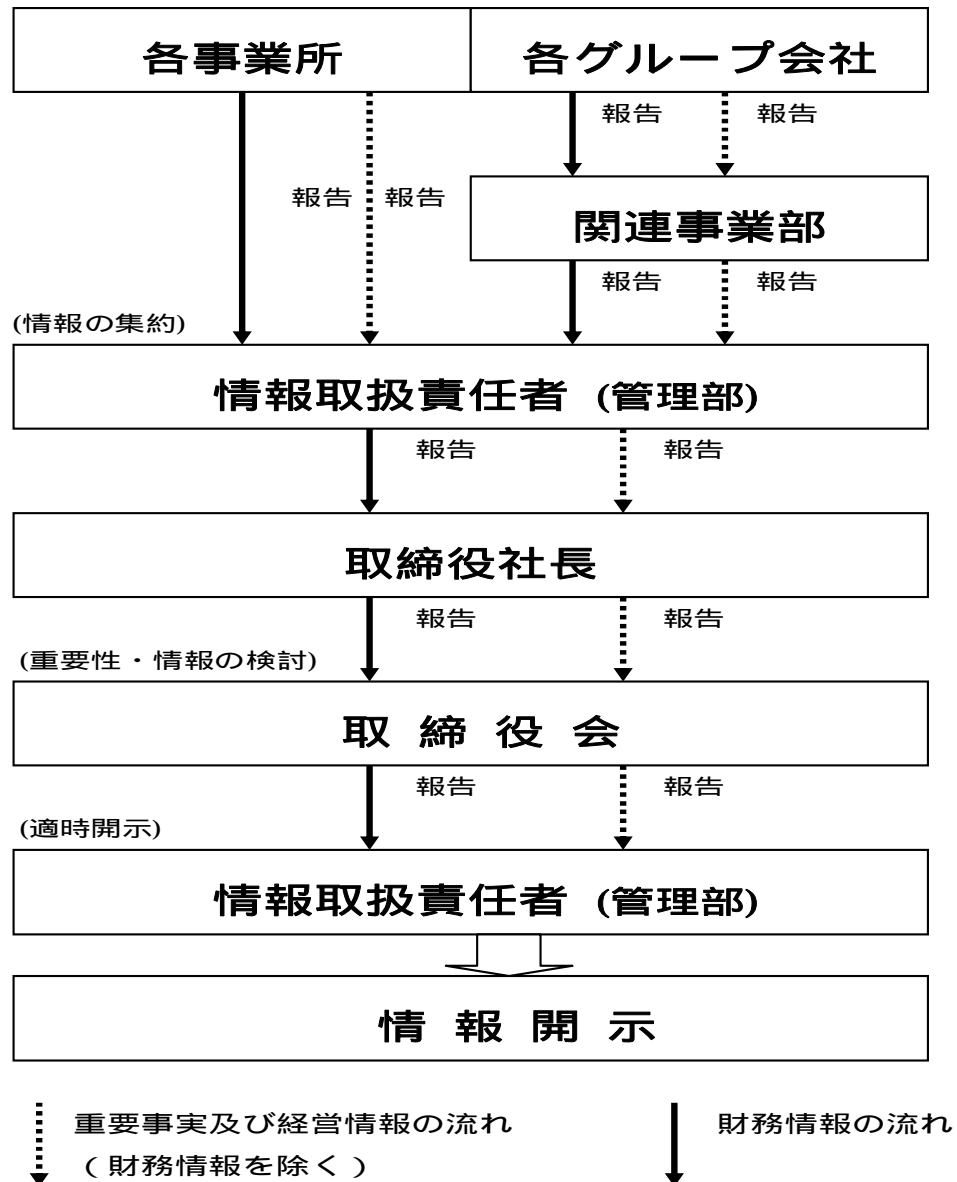 各事業所 各グループ会社
報告 報告
報告 報告
関連事業部
報告 報告
(情報の集約)
情報取扱責任者 (管理部)
報告 報告
取締役社長
報告 報告
(重要性・情報の検討)
取 締 役 会
報告 報告
(適時開示)
情報取扱責任者 (管理部)
情 報 開 示
重要事実及び経営情報の流れ 財務情報の流れ
(財務情報を除く)